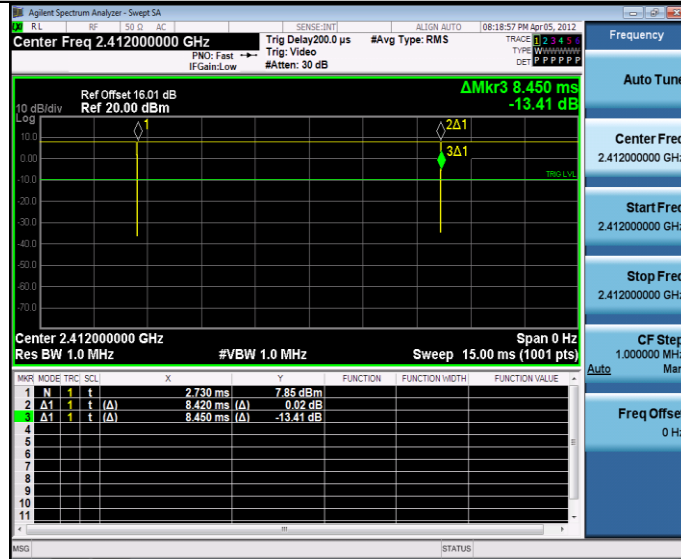 Agilent Spectrum Analyzer - Swept SA
RL RF 50 Ω AC SENSE:INT ALIGN AUTO 08:18:57 PM Apr 05, 2012
Center Freq 2.412000000 GHz
PNO: Fast
IFGain:Low
Trig Delay200.0 µs
Trig: Video
#Atten: 30 dB
#Avg Type: RMS
TRACE 1 2 3 4 5 6
TYPE W
DET P P P P P P
Ref Offset 16.01 dB
10 dB/div Ref 20.00 dBm
Log
ΔMkr3 8.450 ms
-13.41 dB
1
2Δ1
3Δ1
TRIG LVL
10.0
0.00
-10.0
-20.0
-30.0
-40.0
-50.0
-60.0
-70.0
Center 2.412000000 GHz Span 0 Hz
Res BW 1.0 MHz #VBW 1.0 MHz Sweep 15.00 ms (1001 pts)
MKR MODE TRC SCL X Y FUNCTION FUNCTION WIDTH FUNCTION VALUE
1 N 1 t 2.730 ms 7.85 dBm
2 Δ1 1 t (Δ) 8.420 ms (Δ) 0.02 dB
3 Δ1 1 t (Δ) 8.450 ms (Δ) -13.41 dB
4
5
6
7
8
9
10
11
MSG STATUS
Frequency
Auto Tune
Center Freq
2.412000000 GHz
Start Freq
2.412000000 GHz
Stop Freq
2.412000000 GHz
CF Step
1.000000 MHz
Auto Man
Freq Offset
0 Hz